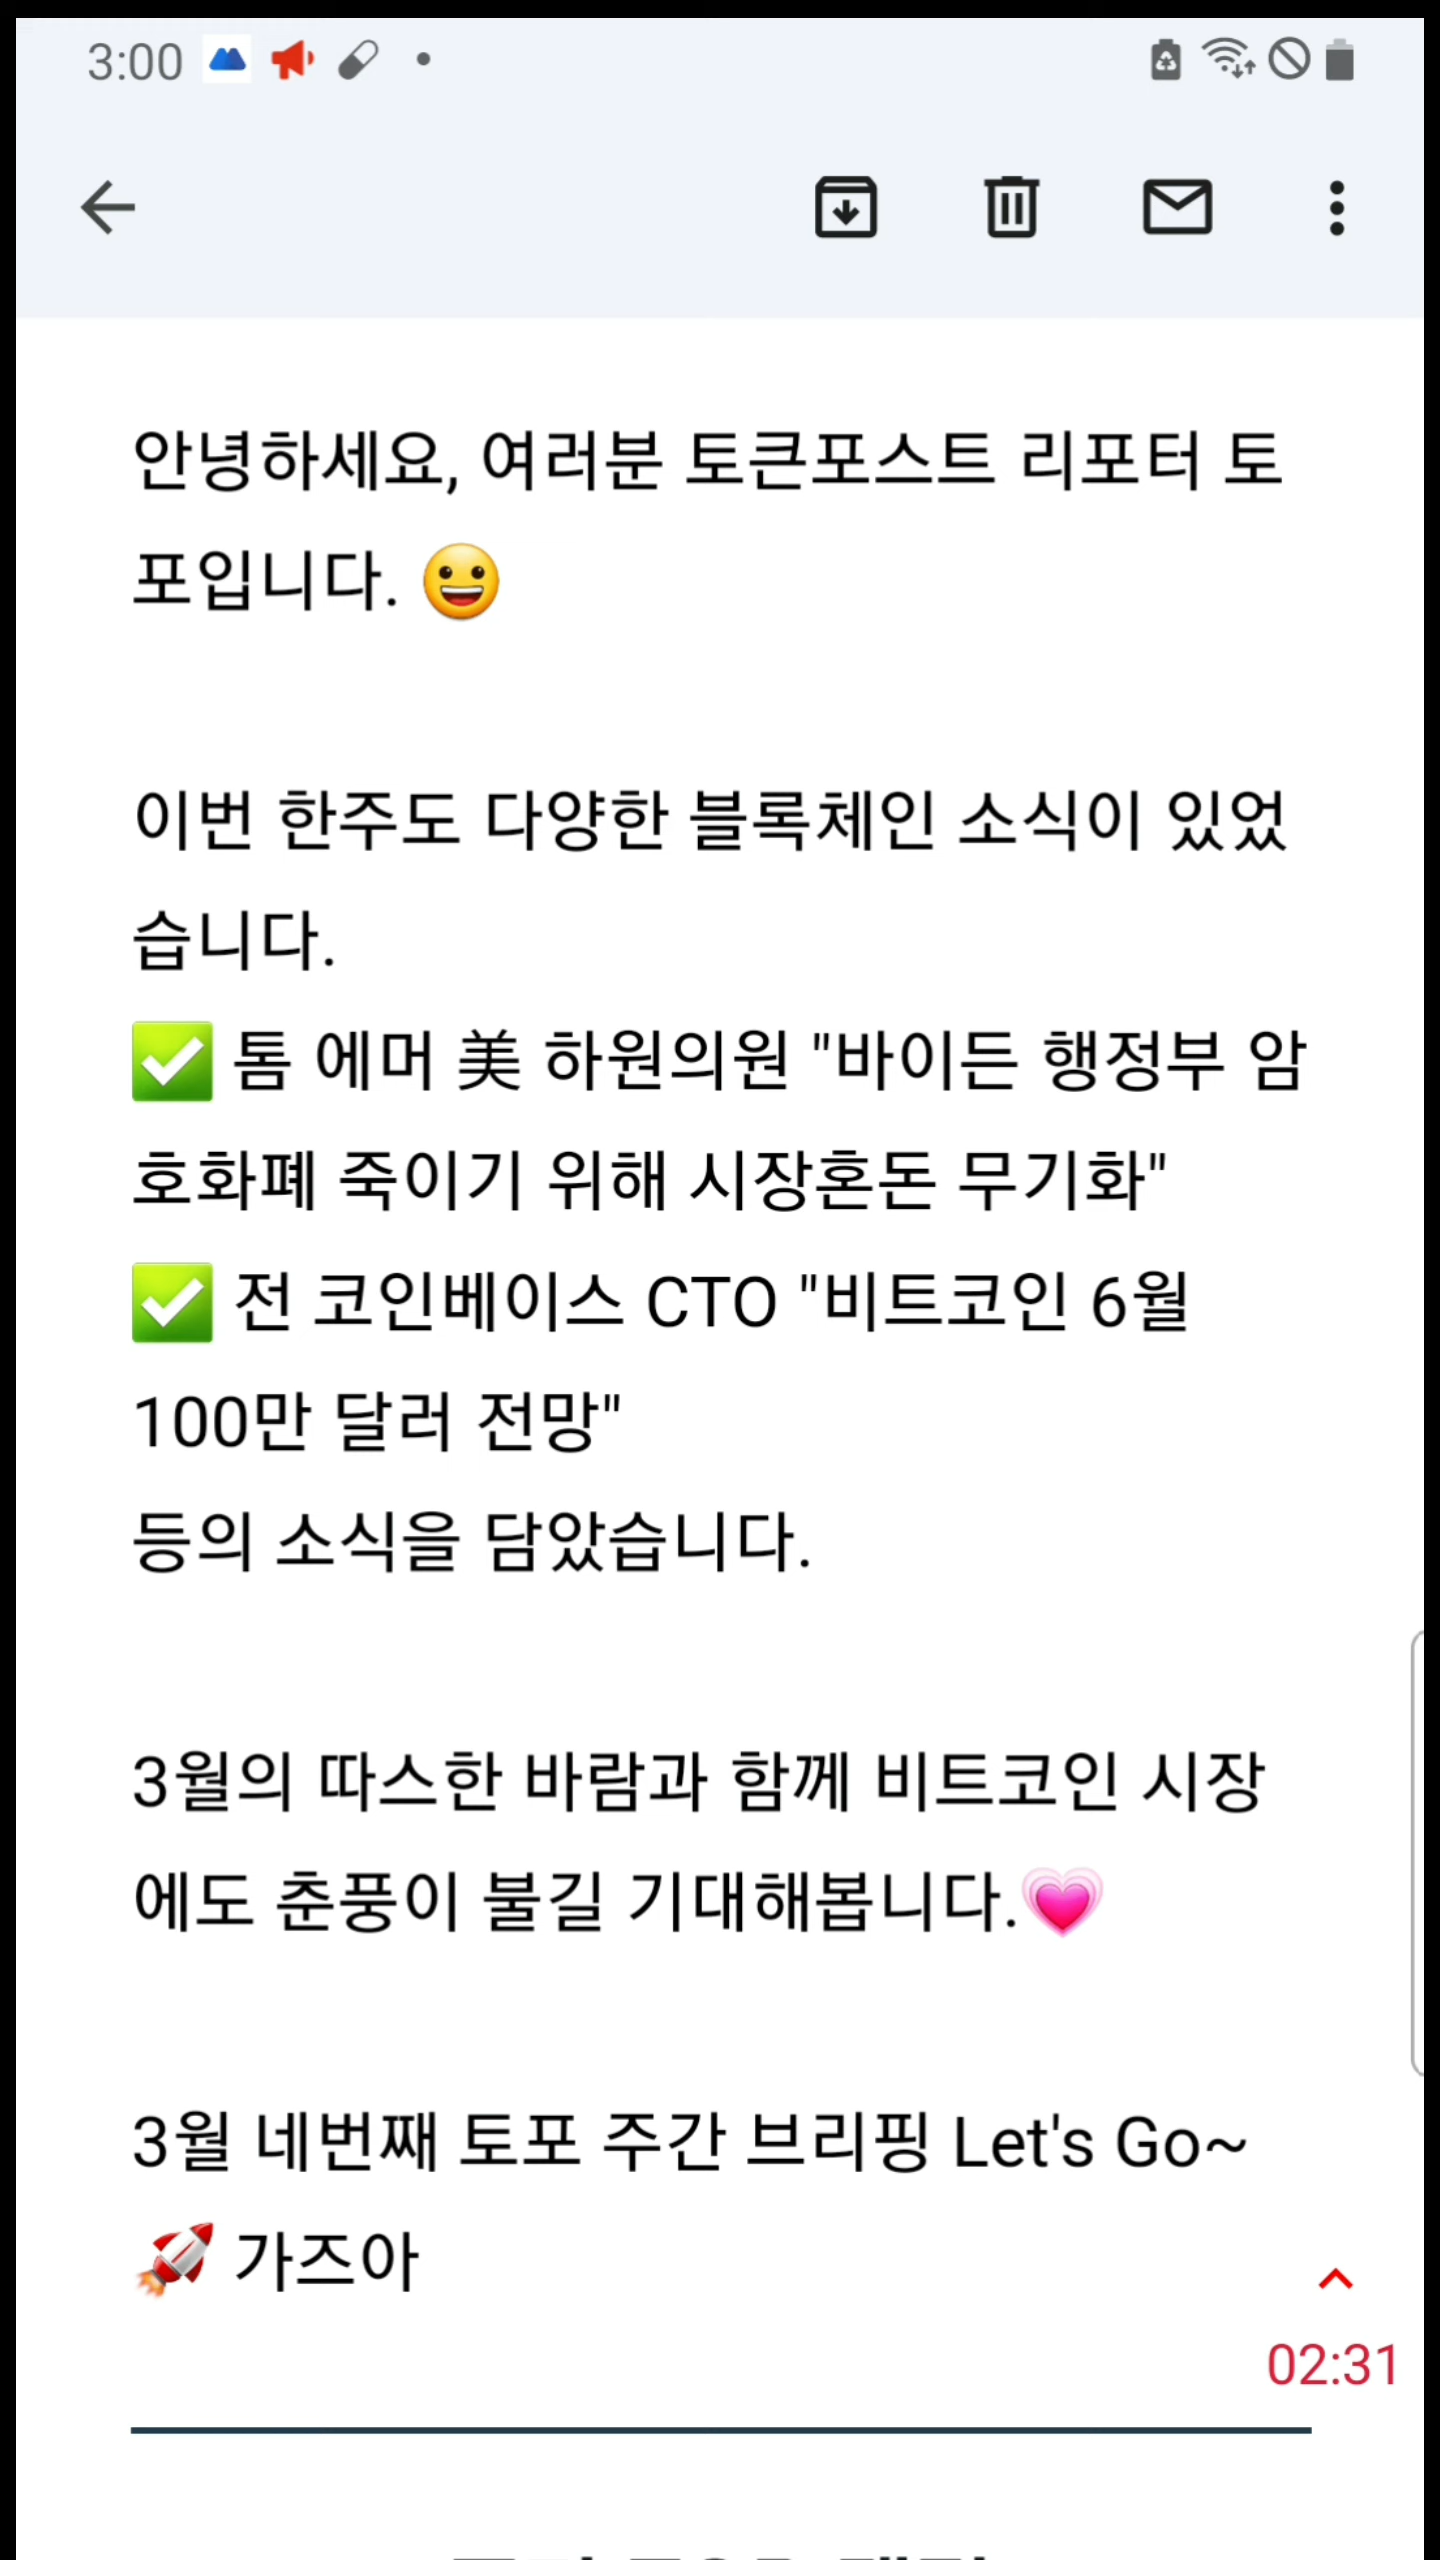 3:00
안녕하세요, 여러분 토큰포스트 리포터 토
포입니다. 😀
이번 한주도 다양한 블록체인 소식이 있었
습니다.
✅ 톰 에머 美 하원의원 "바이든 행정부 암
호화폐 죽이기 위해 시장혼돈 무기화"
✅ 전 코인베이스 CTO "비트코인 6월
100만 달러 전망"
등의 소식을 담았습니다.
3월의 따스한 바람과 함께 비트코인 시장
에도 춘풍이 불길 기대해봅니다.💗
3월 네번째 토포 주간 브리핑 Let's Go~
🚀 가즈아
02:31